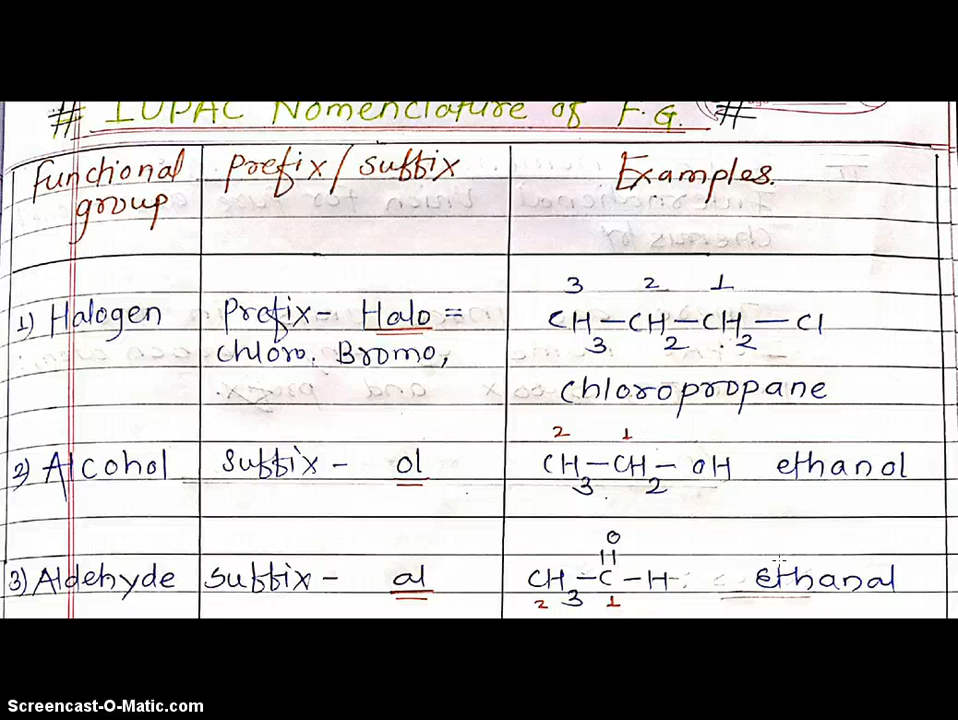 # IUPAC Nomenclature of F.G. #
Functional group
Prefix / Suffix
Examples.
1) Halogen
Prefix - Halo =
chloro, Bromo,
3 2 1
CH3-CH2-CH2-Cl
Chloropropane
2) Alcohol
Suffix - ol
2 1
CH3-CH2-OH ethanol
3) Aldehyde
Suffix - al
O
||
CH3-C-H ethanal
2 1
Screencast-O-Matic.com